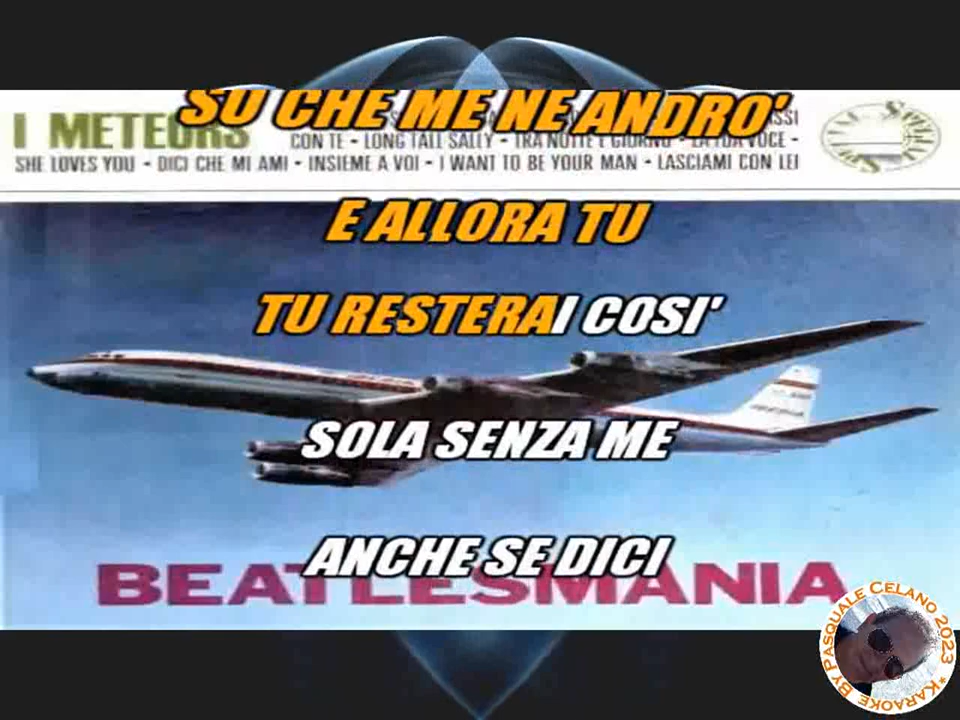 SO CHE ME NE ANDRO'
I METEORS
CON TE • LONG TALL SALLY • TRA NOTTE E GIORNO • LA TUA VOCE •
SHE LOVES YOU • DICI CHE MI AMI • INSIEME A VOI • I WANT TO BE YOUR MAN • LASCIAMI CON LEI
E ALLORA TU
TU RESTERAI COSI'
SOLA SENZA ME
ANCHE SE DICI
BEATLESMANIA
* KARAOKE BY PASQUALE CELANO 2023